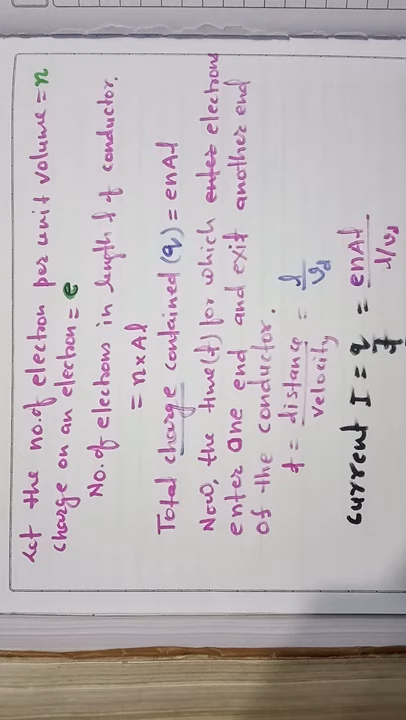 Let the no. of electron per unit volume = n
charge on an electron = e
No. of electrons in length l of conductor.
= n x Al
Total charge contained (q) = enAl
Now, the time(t) for which enter electrons
enter one end and exit another end
of the conductor.
t = distance / velocity = l / vd
current I = q / t = enAl / l/vd